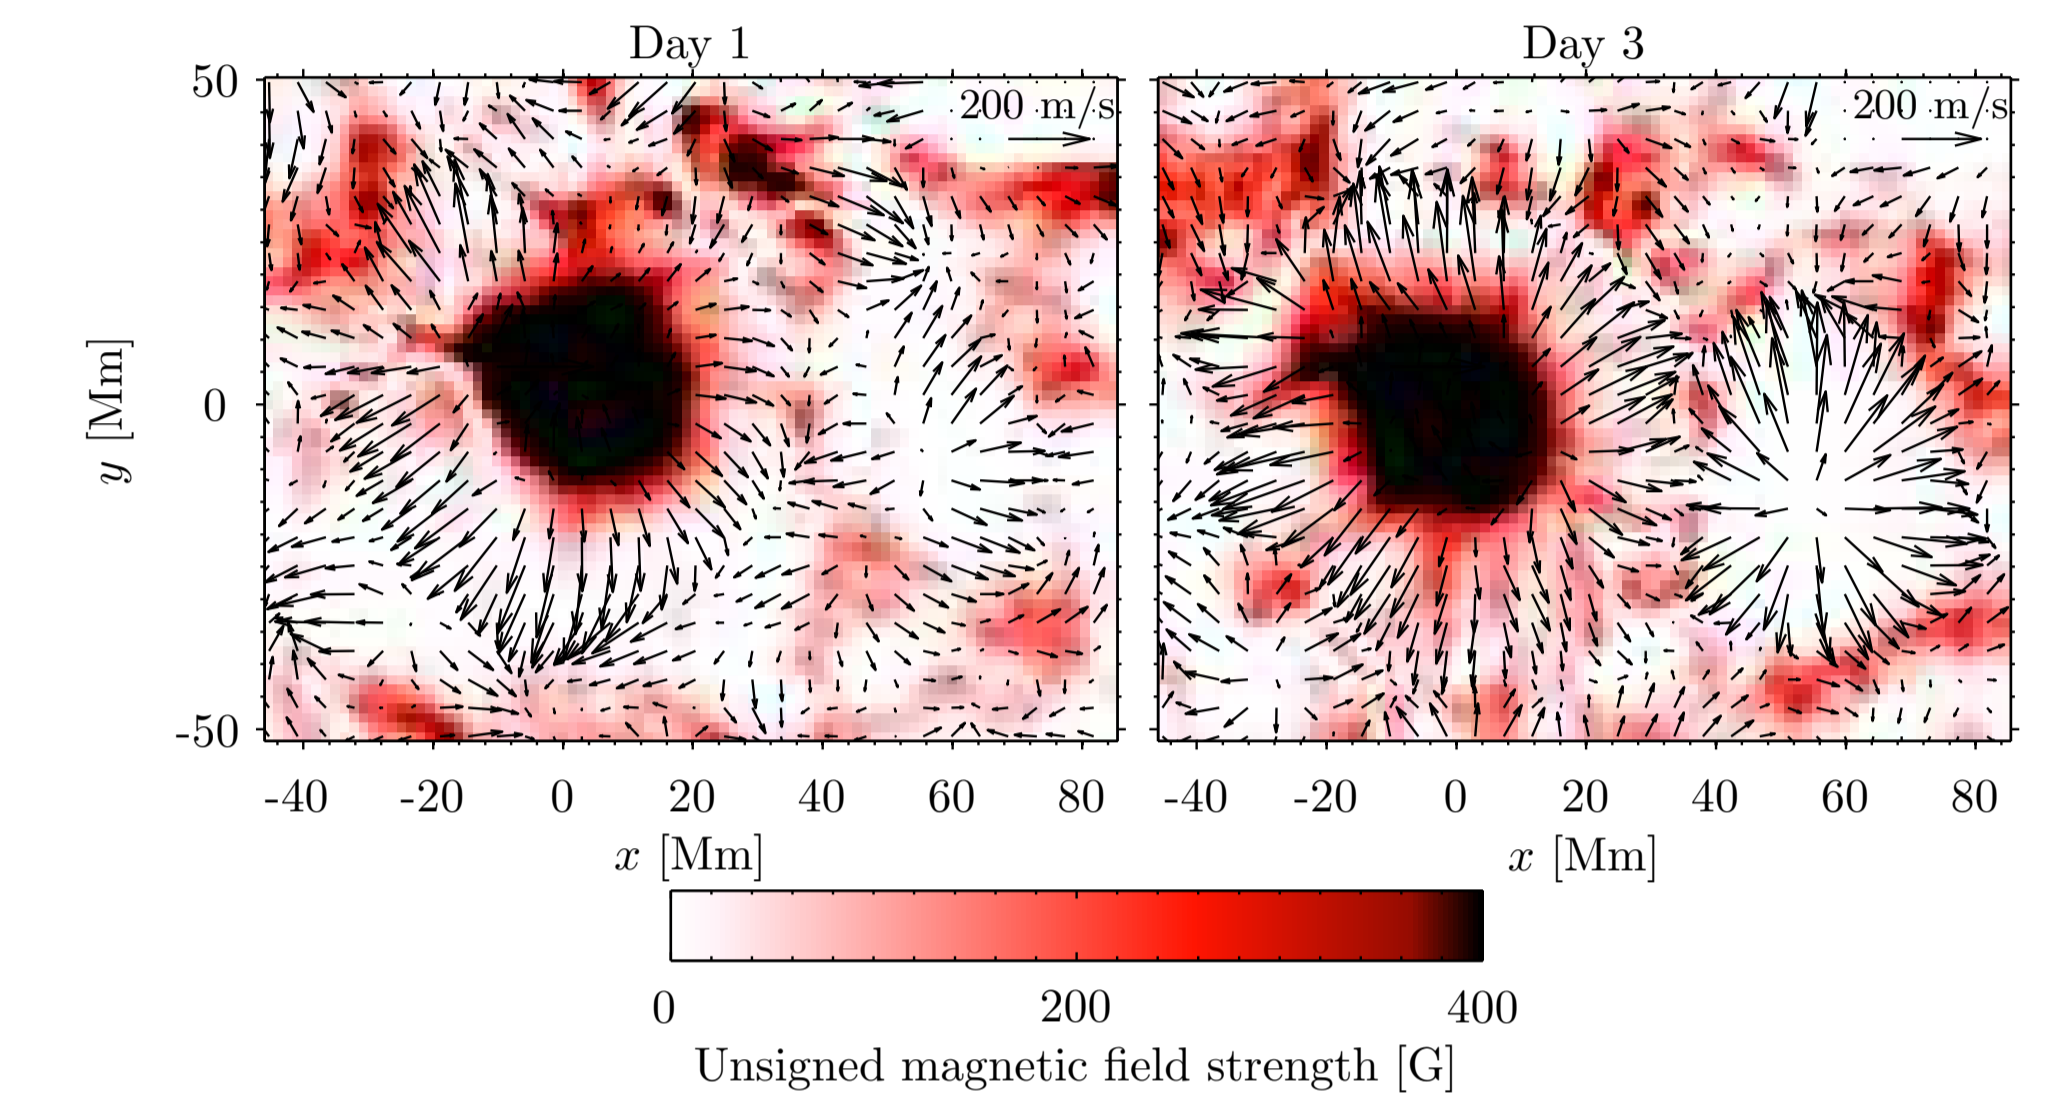 Day 1
Day 3
50
200 m/s
200 m/s
0
-50
y [Mm]
-40 -20 0 20 40 60 80
-40 -20 0 20 40 60 80
x [Mm]
x [Mm]
0 200 400
Unsigned magnetic field strength [G]